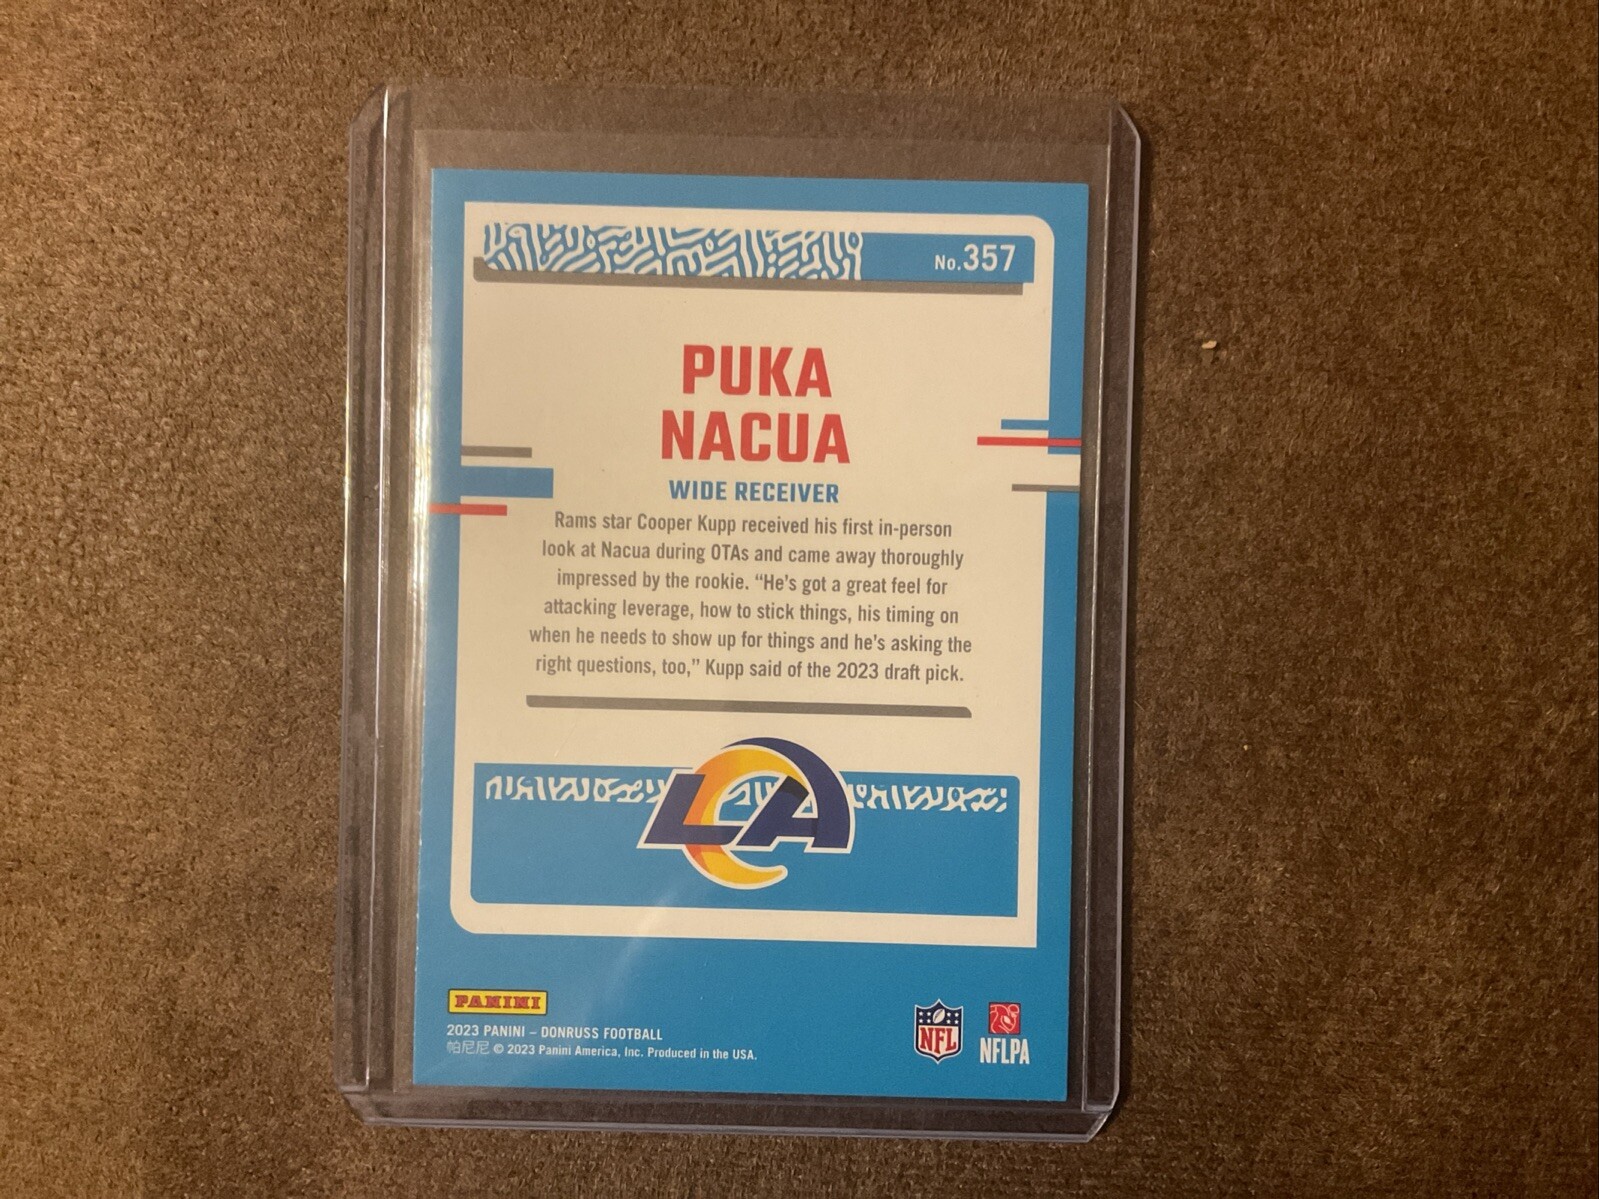 No.357
PUKA
NACUA
WIDE RECEIVER
Rams star Cooper Kupp received his first in-person
look at Nacua during OTAs and came away thoroughly
impressed by the rookie. “He’s got a great feel for
attacking leverage, how to stick things, his timing on
when he needs to show up for things and he’s asking the
right questions, too,” Kupp said of the 2023 draft pick.
LA
PANINI
2023 PANINI – DONRUSS FOOTBALL
帕尼尼 © 2023 Panini America, Inc. Produced in the USA.
NFL
NFLPA